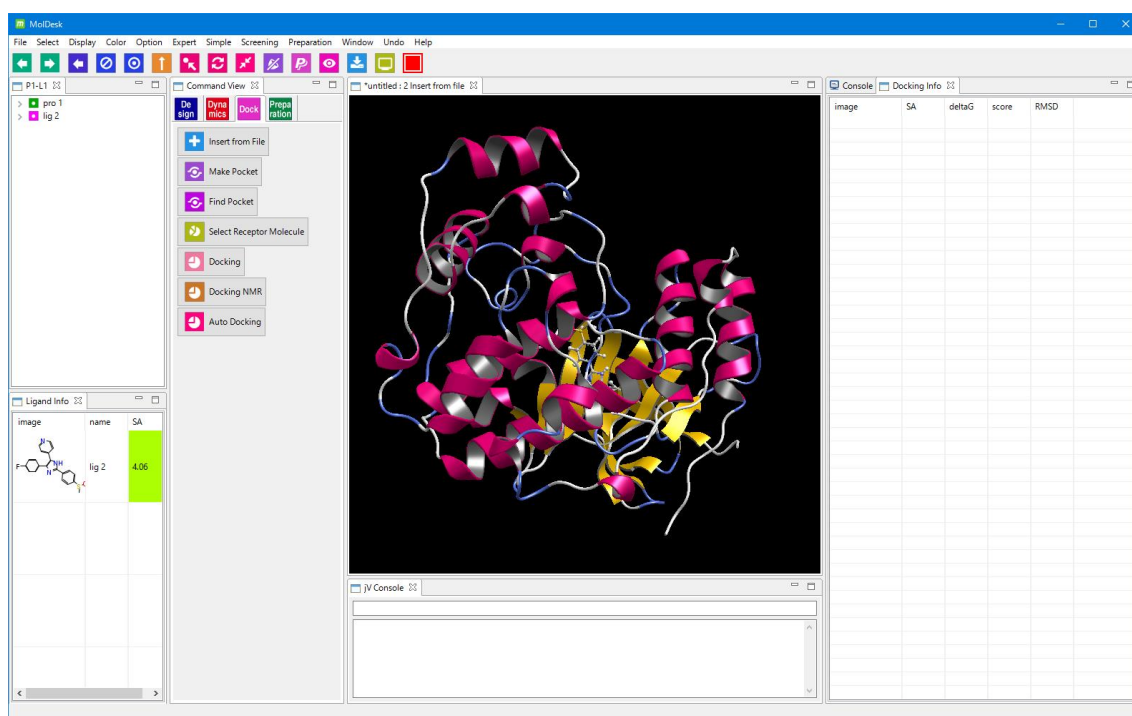 MolDesk
File Select Display Color Option Expert Simple Screening Preparation Window Undo Help
P1-L1
pro 1
lig 2
Command View
De sign
Dyna mics
Dock
Prepa ration
Insert from File
Make Pocket
Find Pocket
Select Receptor Molecule
Docking
Docking NMR
Auto Docking
*untitled : 2 Insert from file
Console
Docking Info
image SA deltaG score RMSD
Ligand Info
image name SA
N
F
NH
N
lig 2 4.06
jV Console